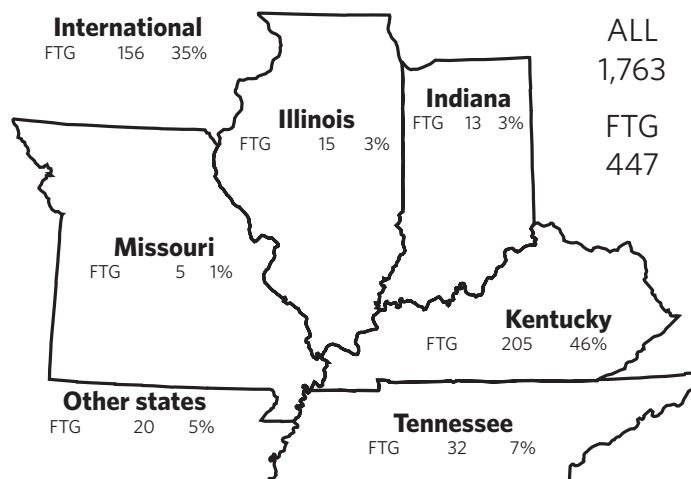 International
FTG 156 35%
ALL
1,763
FTG
447
Illinois
FTG 15 3%
Indiana
FTG 13 3%
Missouri
FTG 5 1%
Kentucky
FTG 205 46%
Other states
FTG 20 5%
Tennessee
FTG 32 7%